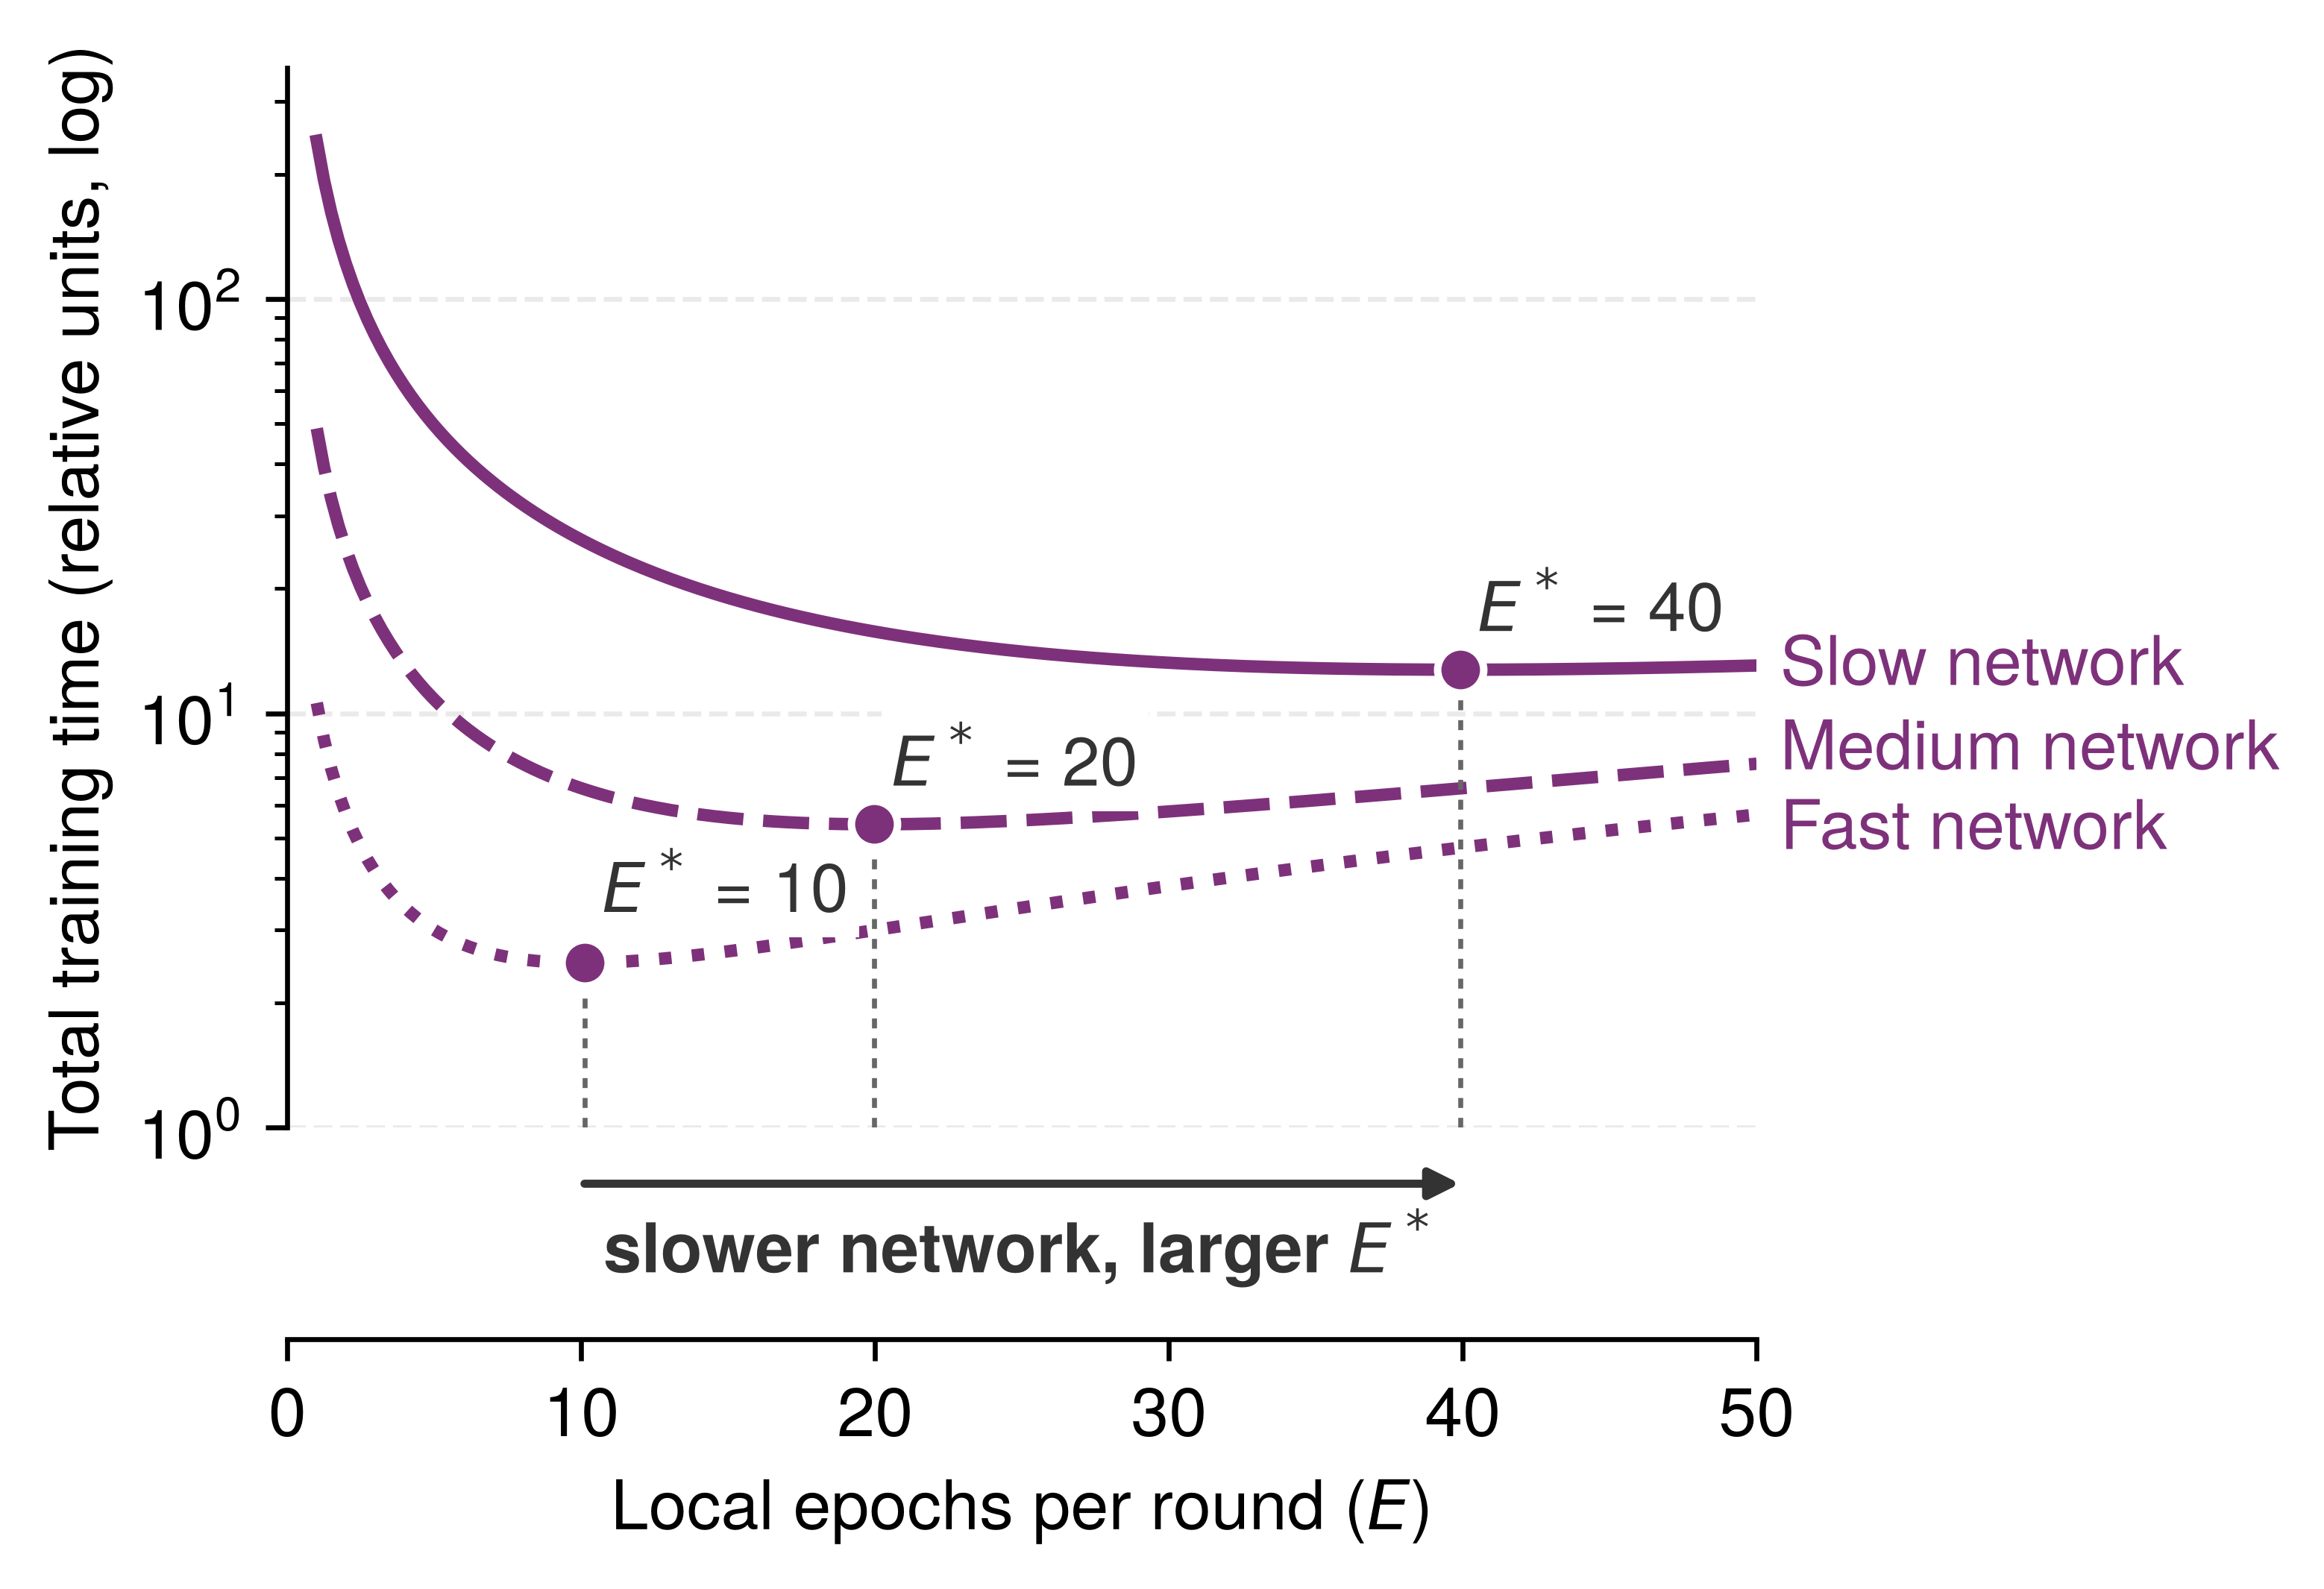 Total training time (relative units, log)
10²
10¹
10⁰
E* = 40
E* = 20
E* = 10
Slow network
Medium network
Fast network
slower network, larger E*
0 10 20 30 40 50
Local epochs per round (E)